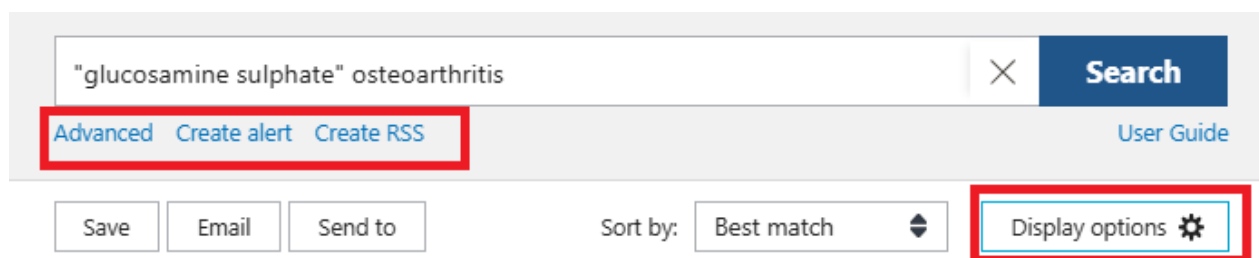 "glucosamine sulphate" osteoarthritis Search
Advanced Create alert Create RSS User Guide
Save Email Send to Sort by: Best match Display options